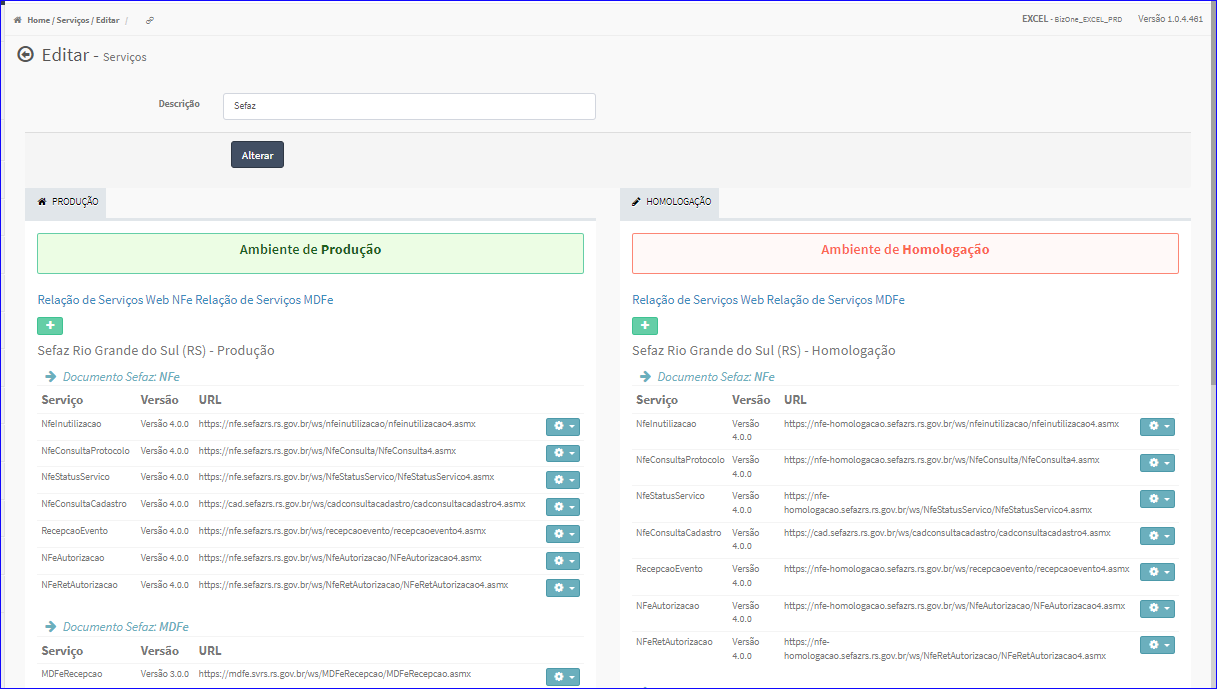 Home / Serviços / Editar /
EXCEL - BizOne_EXCEL_PRD Versão 1.0.4.461
Editar - Serviços
Descrição
Sefaz
Alterar
PRODUÇÃO
Ambiente de Produção
Relação de Serviços Web NFe Relação de Serviços MDFe
Sefaz Rio Grande do Sul (RS) - Produção
Documento Sefaz: NFe
Serviço Versão URL
NfeInutilizacao Versão 4.0.0 https://nfe.sefazrs.rs.gov.br/ws/nfeinutilizacao/nfeinutilizacao4.asmx
NfeConsultaProtocolo Versão 4.0.0 https://nfe.sefazrs.rs.gov.br/ws/NfeConsulta/NfeConsulta4.asmx
NfeStatusServico Versão 4.0.0 https://nfe.sefazrs.rs.gov.br/ws/NfeStatusServico/NfeStatusServico4.asmx
NfeConsultaCadastro Versão 4.0.0 https://cad.sefazrs.rs.gov.br/ws/cadconsultacadastro/cadconsultacadastro4.asmx
RecepcaoEvento Versão 4.0.0 https://nfe.sefazrs.rs.gov.br/ws/recepcaoevento/recepcaoevento4.asmx
NFeAutorizacao Versão 4.0.0 https://nfe.sefazrs.rs.gov.br/ws/NfeAutorizacao/NFeAutorizacao4.asmx
NFeRetAutorizacao Versão 4.0.0 https://nfe.sefazrs.rs.gov.br/ws/NfeRetAutorizacao/NFeRetAutorizacao4.asmx
Documento Sefaz: MDFe
Serviço Versão URL
MDFeRecepcao Versão 3.0.0 https://mdfe.svrs.rs.gov.br/ws/MDFeRecepcao/MDFeRecepcao.asmx
HOMOLOGAÇÃO
Ambiente de Homologação
Relação de Serviços Web Relação de Serviços MDFe
Sefaz Rio Grande do Sul (RS) - Homologação
Documento Sefaz: NFe
Serviço Versão URL
NfeInutilizacao Versão https://nfe-homologacao.sefazrs.rs.gov.br/ws/nfeinutilizacao/nfeinutilizacao4.asmx
4.0.0
NfeConsultaProtocolo Versão https://nfe-homologacao.sefazrs.rs.gov.br/ws/NfeConsulta/NfeConsulta4.asmx
4.0.0
NfeStatusServico Versão https://nfe-
4.0.0 homologacao.sefazrs.rs.gov.br/ws/NfeStatusServico/NfeStatusServico4.asmx
NfeConsultaCadastro Versão https://cad.sefazrs.rs.gov.br/ws/cadconsultacadastro/cadconsultacadastro4.asmx
4.0.0
RecepcaoEvento Versão https://nfe-homologacao.sefazrs.rs.gov.br/ws/recepcaoevento/recepcaoevento4.asmx
4.0.0
NFeAutorizacao Versão https://nfe-homologacao.sefazrs.rs.gov.br/ws/NfeAutorizacao/NFeAutorizacao4.asmx
4.0.0
NFeRetAutorizacao Versão https://nfe-
4.0.0 homologacao.sefazrs.rs.gov.br/ws/NfeRetAutorizacao/NFeRetAutorizacao4.asmx